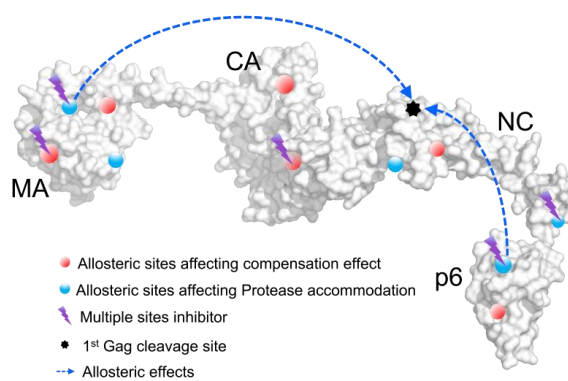 CA
NC
MA
p6
Allosteric sites affecting compensation effect
Allosteric sites affecting Protease accommodation
Multiple sites inhibitor
1st Gag cleavage site
Allosteric effects